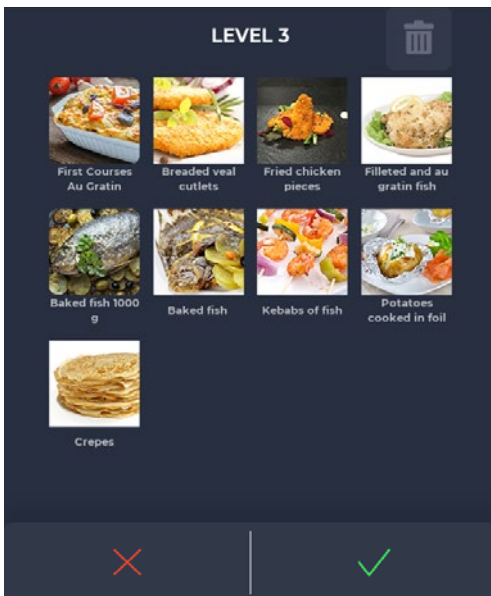 LEVEL 3
First Courses
Au Gratin
Breaded veal
cutlets
Fried chicken
pieces
Filleted and au
gratin fish
Baked fish 1000
g
Baked fish
Kebabs of fish
Potatoes
cooked in foil
Crepes